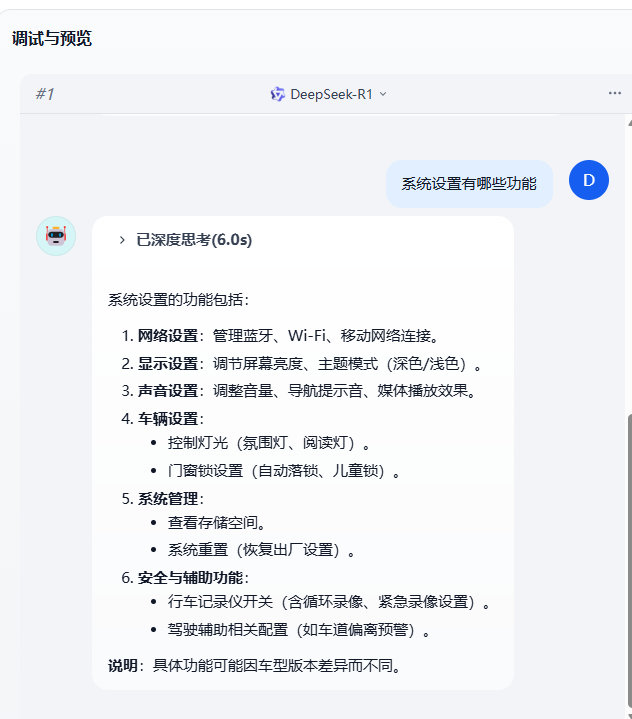 调试与预览
#1
DeepSeek-R1
系统设置有哪些功能
D
已深度思考(6.0s)
系统设置的功能包括：
1. 网络设置：管理蓝牙、Wi-Fi、移动网络连接。
2. 显示设置：调节屏幕亮度、主题模式（深色/浅色）。
3. 声音设置：调整音量、导航提示音、媒体播放效果。
4. 车辆设置：
• 控制灯光（氛围灯、阅读灯）。
• 门窗锁设置（自动落锁、儿童锁）。
5. 系统管理：
• 查看存储空间。
• 系统重置（恢复出厂设置）。
6. 安全与辅助功能：
• 行车记录仪开关（含循环录像、紧急录像设置）。
• 驾驶辅助相关配置（如车道偏离预警）。
说明：具体功能可能因车型版本差异而不同。